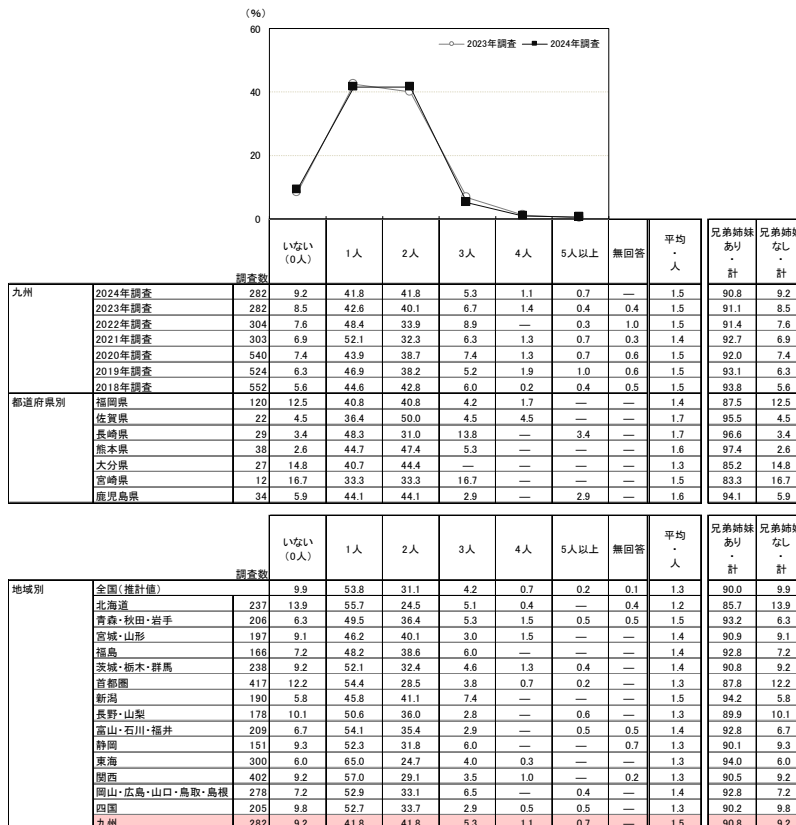 (%)
60
40
20
0
2023年調査 2024年調査
調査数 いない(0人) 1人 2人 3人 4人 5人以上 無回答 平均・人 兄弟姉妹あり・計 兄弟姉妹なし・計
九州 2024年調査 282 9.2 41.8 41.8 5.3 1.1 0.7 — 1.5 90.8 9.2
2023年調査 282 8.5 42.6 40.1 6.7 1.4 0.4 0.4 1.5 91.1 8.5
2022年調査 304 7.6 48.4 33.9 8.9 — 0.3 1.0 1.5 91.4 7.6
2021年調査 303 6.9 52.1 32.3 6.3 1.3 0.7 0.3 1.4 92.7 6.9
2020年調査 540 7.4 43.9 38.7 7.4 1.3 0.7 0.6 1.5 92.0 7.4
2019年調査 524 6.3 46.9 38.2 5.2 1.9 1.0 0.6 1.5 93.1 6.3
2018年調査 552 5.6 44.6 42.8 6.0 0.2 0.4 0.5 1.5 93.8 5.6
都道府県別 福岡県 120 12.5 40.8 40.8 4.2 1.7 — — 1.4 87.5 12.5
佐賀県 22 4.5 36.4 50.0 4.5 4.5 — — 1.7 95.5 4.5
長崎県 29 3.4 48.3 31.0 13.8 — 3.4 — 1.7 96.6 3.4
熊本県 38 2.6 44.7 47.4 5.3 — — — 1.6 97.4 2.6
大分県 27 14.8 40.7 44.4 — — — — 1.3 85.2 14.8
宮崎県 12 16.7 33.3 33.3 16.7 — — — 1.5 83.3 16.7
鹿児島県 34 5.9 44.1 44.1 2.9 — 2.9 — 1.6 94.1 5.9
調査数 いない(0人) 1人 2人 3人 4人 5人以上 無回答 平均・人 兄弟姉妹あり・計 兄弟姉妹なし・計
地域別 全国(推計値) 9.9 53.8 31.1 4.2 0.7 0.2 0.1 1.3 90.0 9.9
北海道 237 13.9 55.7 24.5 5.1 0.4 — 0.4 1.2 85.7 13.9
青森・秋田・岩手 206 6.3 49.5 36.4 5.3 1.5 0.5 0.5 1.5 93.2 6.3
宮城・山形 197 9.1 46.2 40.1 3.0 1.5 — — 1.4 90.9 9.1
福島 166 7.2 48.2 38.6 6.0 — — — 1.4 92.8 7.2
茨城・栃木・群馬 238 9.2 52.1 32.4 4.6 1.3 0.4 — 1.4 90.8 9.2
首都圏 417 12.2 54.4 28.5 3.8 0.7 0.2 — 1.3 87.8 12.2
新潟 190 5.8 45.8 41.1 7.4 — — — 1.5 94.2 5.8
長野・山梨 178 10.1 50.6 36.0 2.8 — 0.6 — 1.3 89.9 10.1
富山・石川・福井 209 6.7 54.1 35.4 2.9 — 0.5 0.5 1.4 92.8 6.7
静岡 151 9.3 52.3 31.8 6.0 — — 0.7 1.3 90.1 9.3
東海 300 6.0 65.0 24.7 4.0 0.3 — — 1.3 94.0 6.0
関西 402 9.2 57.0 29.1 3.5 1.0 — 0.2 1.3 90.5 9.2
岡山・広島・山口・鳥取・島根 278 7.2 52.9 33.1 6.5 — 0.4 — 1.4 92.8 7.2
四国 205 9.8 52.7 33.7 2.9 0.5 0.5 — 1.3 90.2 9.8
九州 282 9.2 41.8 41.8 5.3 1.1 0.7 — 1.5 90.8 9.2